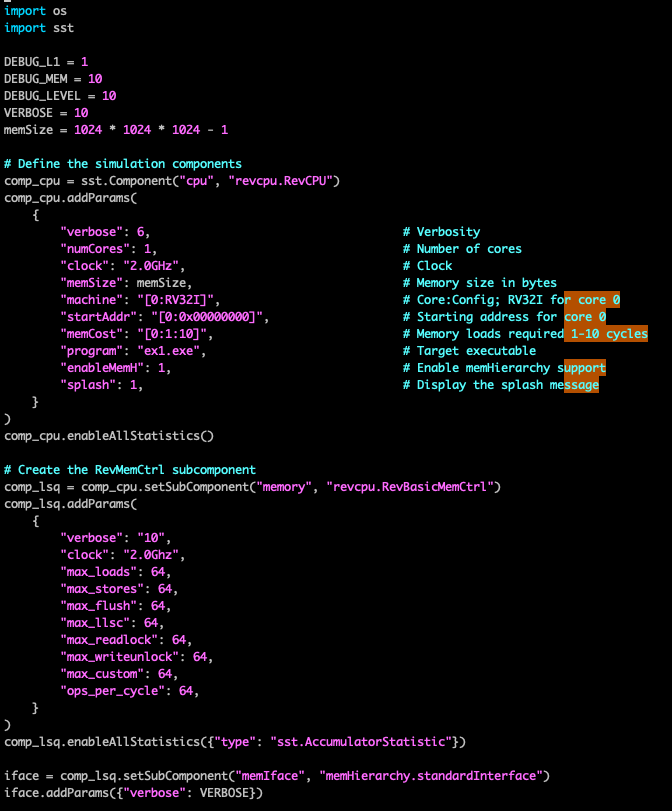 import os
import sst

DEBUG_L1 = 1
DEBUG_MEM = 10
DEBUG_LEVEL = 10
VERBOSE = 10
memSize = 1024 * 1024 * 1024 - 1

# Define the simulation components
comp_cpu = sst.Component("cpu", "revcpu.RevCPU")
comp_cpu.addParams(
    {
        "verbose": 6,                                   # Verbosity
        "numCores": 1,                                  # Number of cores
        "clock": "2.0GHz",                              # Clock
        "memSize": memSize,                             # Memory size in bytes
        "machine": "[0:RV32I]",                         # Core:Config; RV32I for core 0
        "startAddr": "[0:0x00000000]",                  # Starting address for core 0
        "memCost": "[0:1:10]",                          # Memory loads required 1-10 cycles
        "program": "ex1.exe",                           # Target executable
        "enableMemH": 1,                                # Enable memHierarchy support
        "splash": 1,                                    # Display the splash message
    }
)
comp_cpu.enableAllStatistics()

# Create the RevMemCtrl subcomponent
comp_lsq = comp_cpu.setSubComponent("memory", "revcpu.RevBasicMemCtrl")
comp_lsq.addParams(
    {
        "verbose": "10",
        "clock": "2.0Ghz",
        "max_loads": 64,
        "max_stores": 64,
        "max_flush": 64,
        "max_llsc": 64,
        "max_readlock": 64,
        "max_writeunlock": 64,
        "max_custom": 64,
        "ops_per_cycle": 64,
    }
)
comp_lsq.enableAllStatistics({"type": "sst.AccumulatorStatistic"})

iface = comp_lsq.setSubComponent("memIface", "memHierarchy.standardInterface")
iface.addParams({"verbose": VERBOSE})